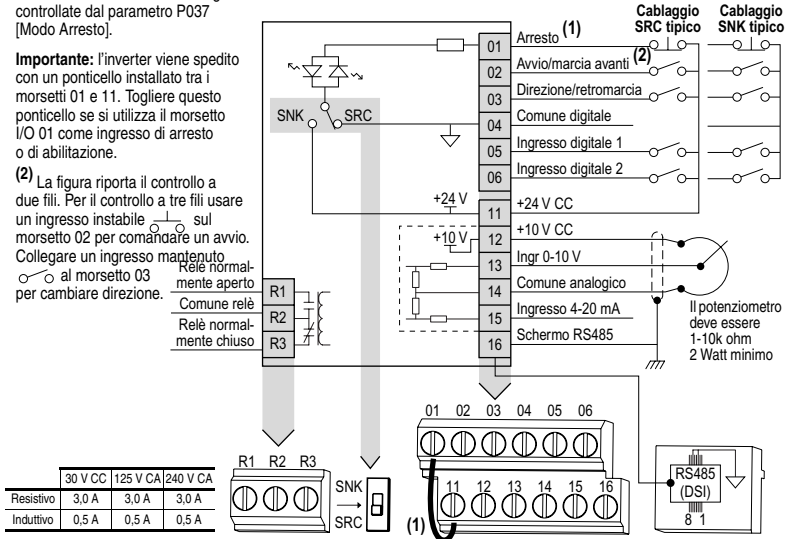 controllate dal parametro P037
[Modo Arresto].
Importante: l'inverter viene spedito
con un ponticello installato tra i
morsetti 01 e 11. Togliere questo
ponticello se si utilizza il morsetto
I/O 01 come ingresso di arresto
o di abilitazione.
(2) La figura riporta il controllo a
due fili. Per il controllo a tre fili usare
un ingresso instabile sul
morsetto 02 per comandare un avvio.
Collegare un ingresso mantenuto
al morsetto 03
per cambiare direzione.
Relè normal-
mente aperto
Comune relè
Relè normal-
mente chiuso
R1
R2
R3
SNK
SRC
+24 V
+10 V
01 Arresto (1)
02 Avvio/marcia avanti (2)
03 Direzione/retromarcia
04 Comune digitale
05 Ingresso digitale 1
06 Ingresso digitale 2
11 +24 V CC
12 +10 V CC
13 Ingr 0-10 V
14 Comune analogico
15 Ingresso 4-20 mA
16 Schermo RS485
Cablaggio
SRC tipico
Cablaggio
SNK tipico
Il potenziometro
deve essere
1-10k ohm
2 Watt minimo
30 V CC 125 V CA 240 V CA
Resistivo 3,0 A 3,0 A 3,0 A
Induttivo 0,5 A 0,5 A 0,5 A
R1 R2 R3
SNK
SRC
01 02 03 04 05 06
11 12 13 14 15 16
(1)
RS485
(DSI)
8 1